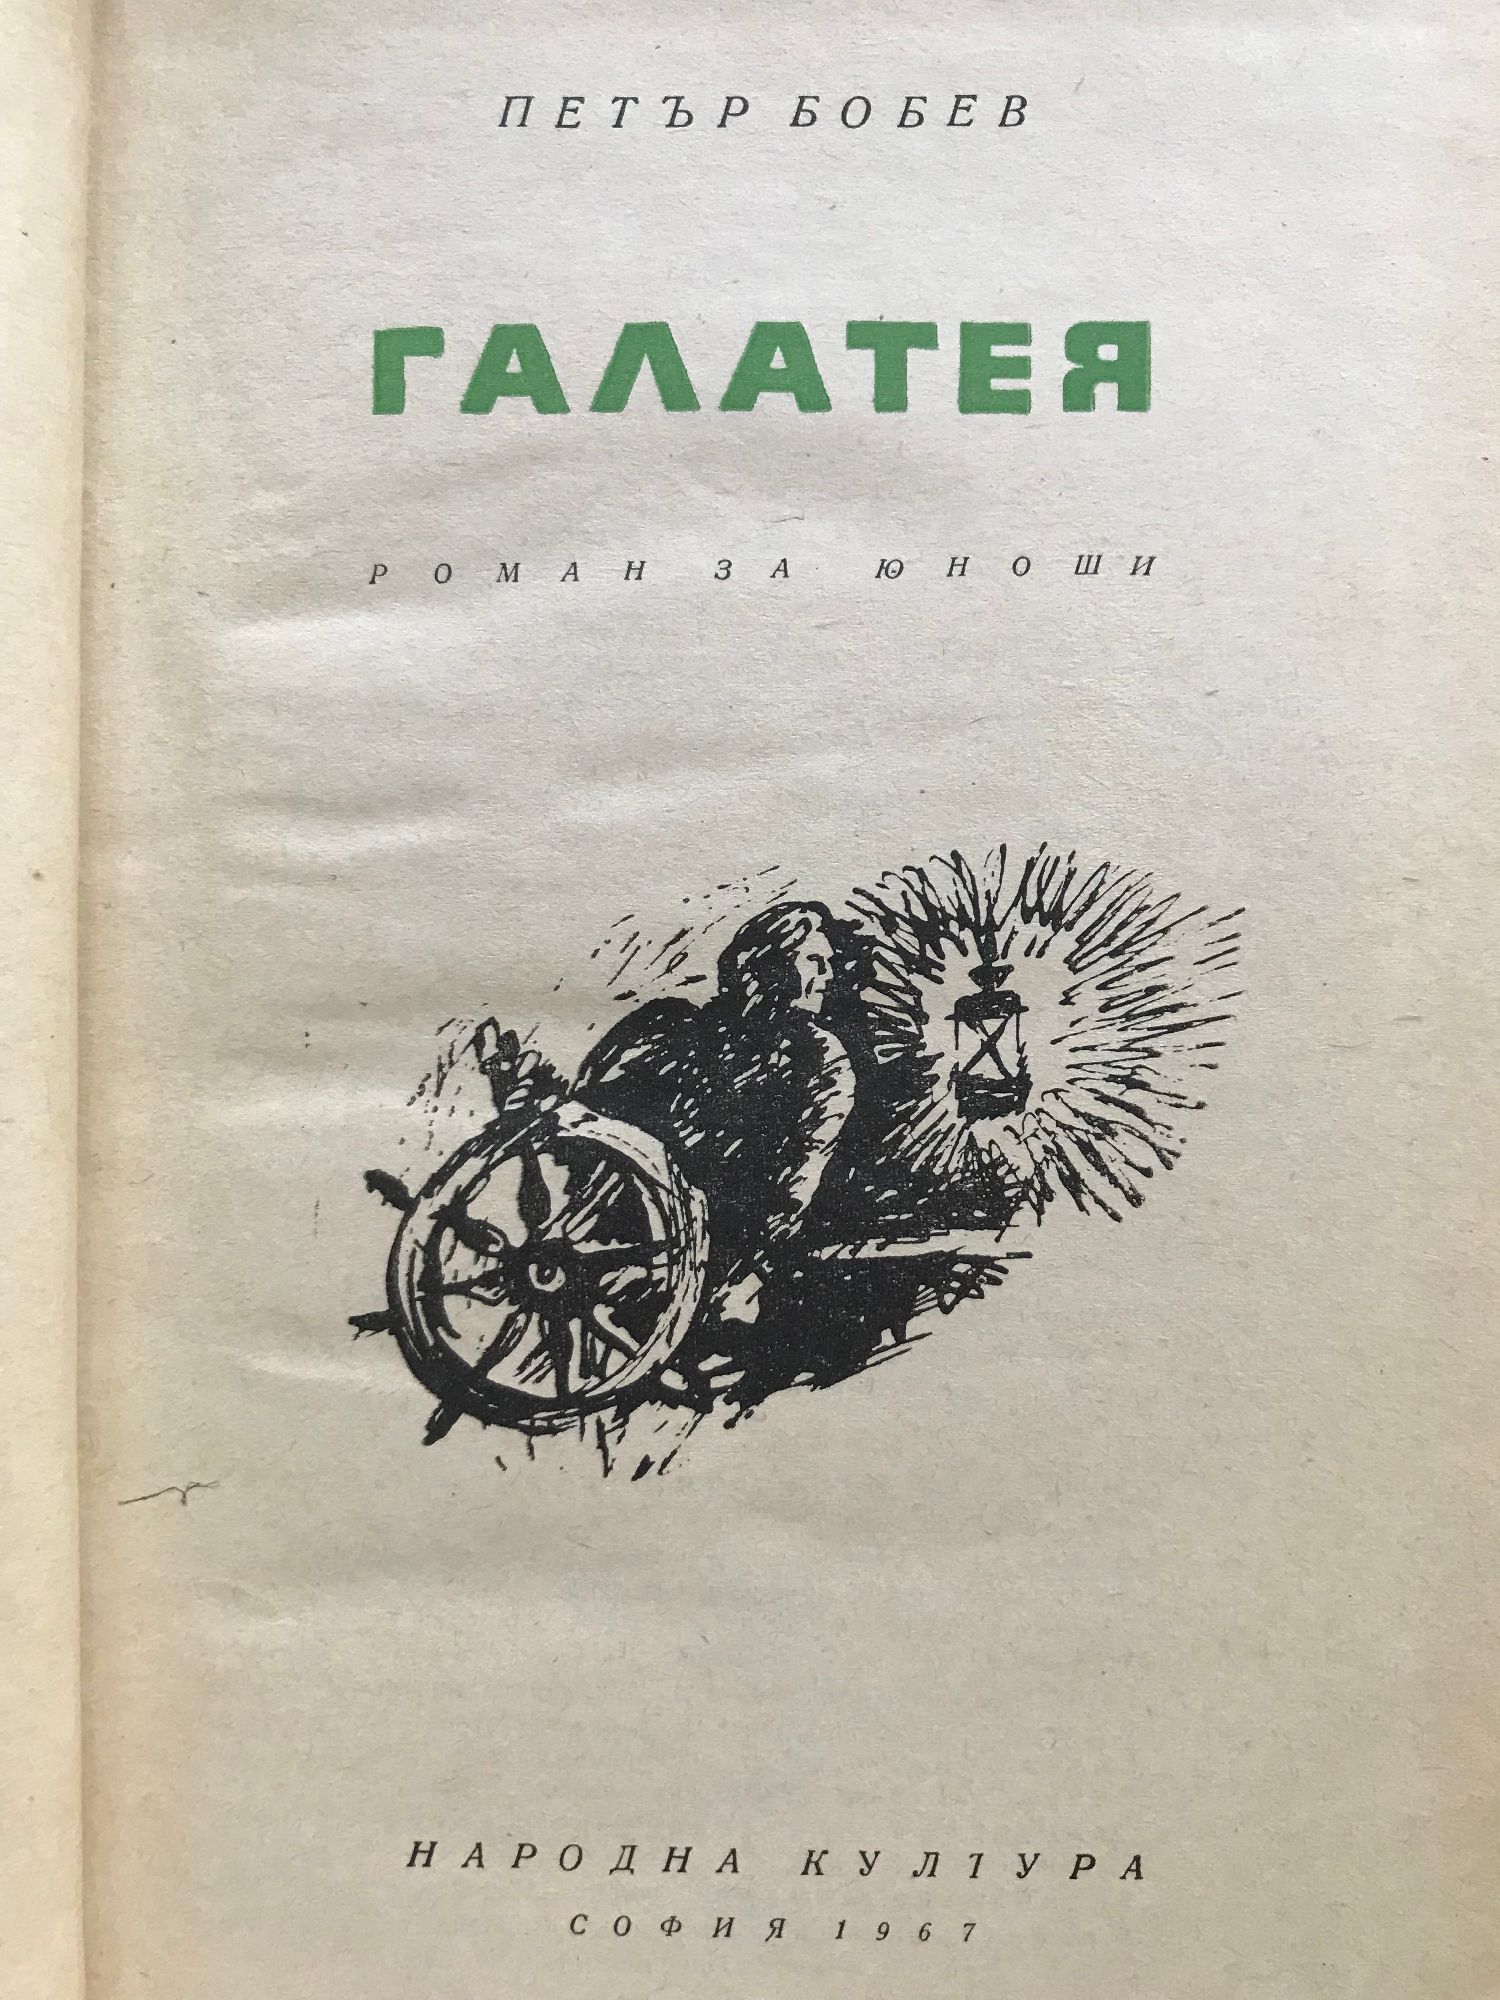 ПЕТЪР БОБЕВ
ГАЛАТЕЯ
РОМАН ЗА ЮНОШИ
НАРОДНА КУЛТУРА
СОФИЯ 1967